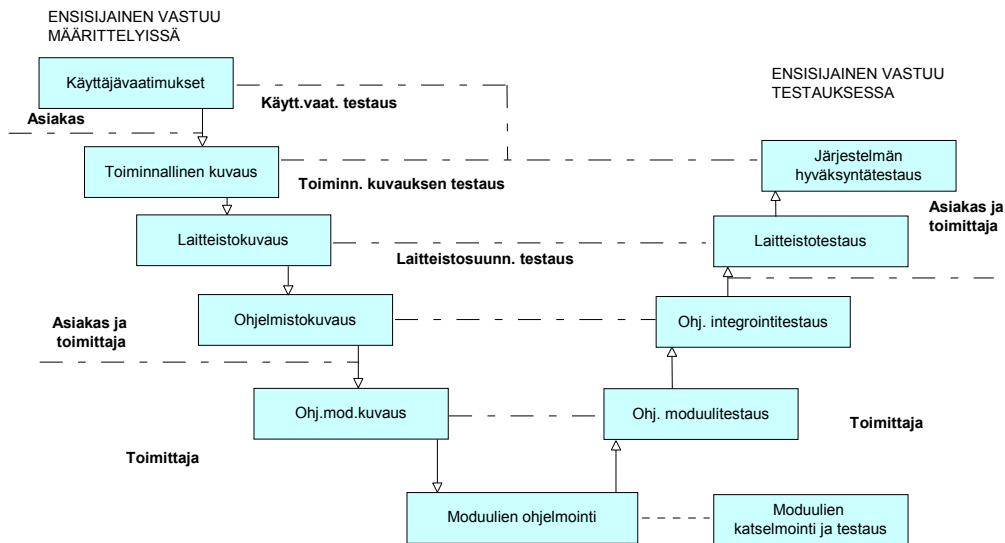 ENSISIJAINEN VASTUU
MÄÄRITTELYISSÄ
Käyttäjävaatimukset
ENSISIJAINEN VASTUU
TESTAUKSESSA
Käytt.vaat. testaus
Asiakas
Toiminnallinen kuvaus
Järjestelmän
hyväksyntätestaus
Toiminn. kuvauksen testaus
Asiakas ja
toimittaja
Laitteistokuvaus
Laitteistotestaus
Laitteistosuunn. testaus
Ohjelmistokuvaus
Ohj. integrointitestaus
Asiakas ja
toimittaja
Ohj.mod.kuvaus
Ohj. moduulitestaus
Toimittaja
Toimittaja
Moduulien ohjelmointi
Moduulien
katselmointi ja testaus